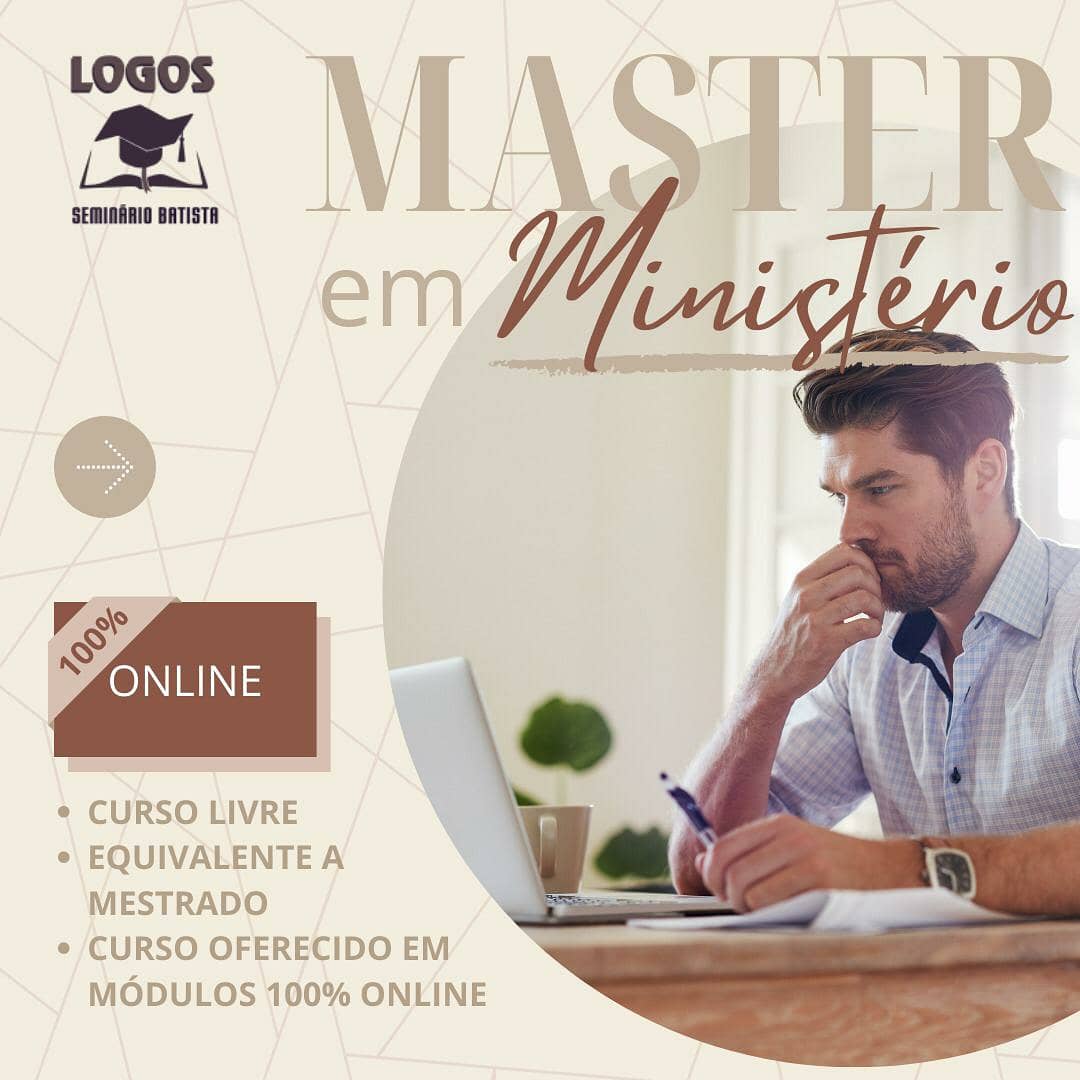 LOGOS
SEMINÁRIO BATISTA
MASTER
em Ministério
100%
ONLINE
• CURSO LIVRE
• EQUIVALENTE A
MESTRADO
• CURSO OFERECIDO EM
MÓDULOS 100% ONLINE